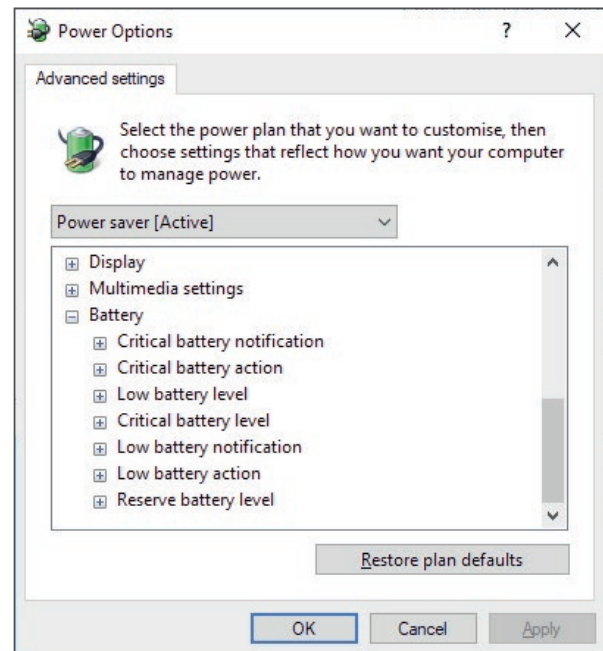 Power Options
Advanced settings
Select the power plan that you want to customise, then
choose settings that reflect how you want your computer
to manage power.
Power saver [Active]
Display
Multimedia settings
Battery
Critical battery notification
Critical battery action
Low battery level
Critical battery level
Low battery notification
Low battery action
Reserve battery level
Restore plan defaults
OK Cancel Apply